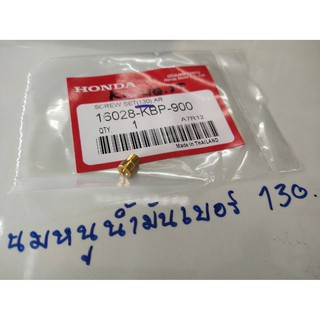 HONDA
SCREW SET(130) AR
16028-KBP-900
QTY. 1 A7R12
Made in THAILAND
นมหนูน้ำมันเบอร์ 130.